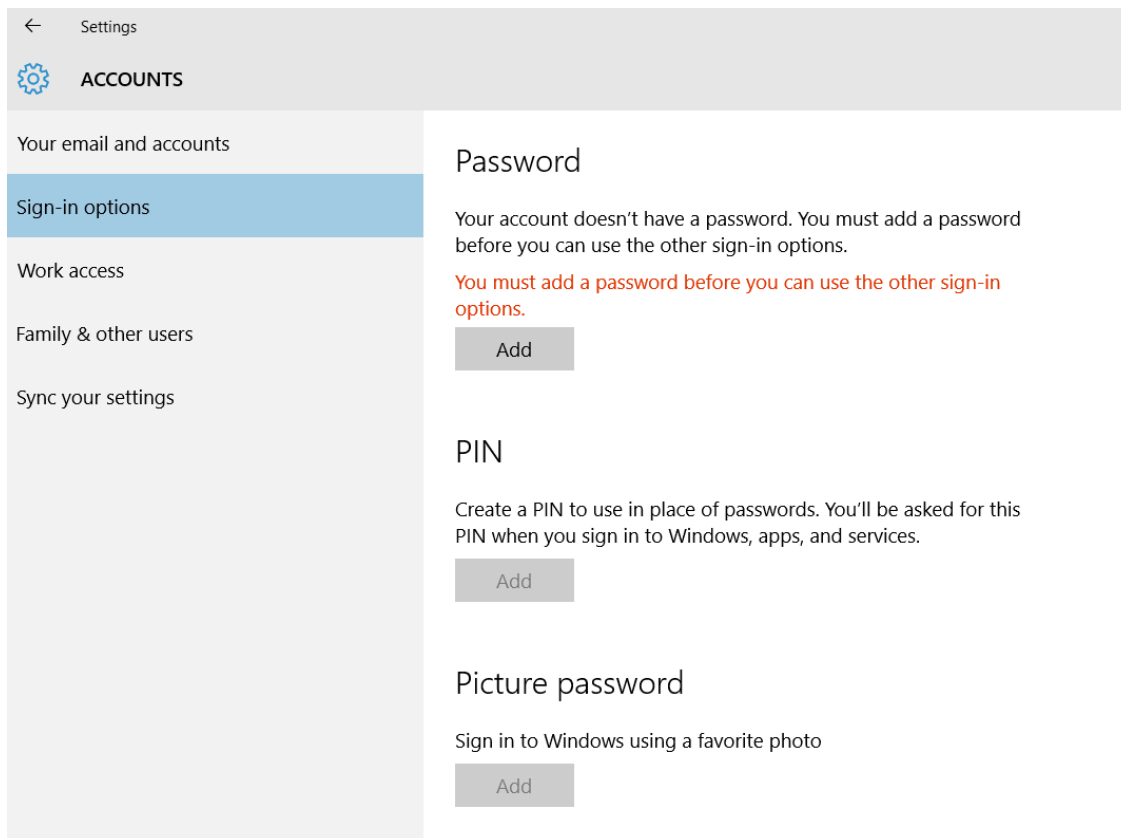 Settings
ACCOUNTS
Your email and accounts
Sign-in options
Work access
Family & other users
Sync your settings
Password
Your account doesn’t have a password. You must add a password
before you can use the other sign-in options.
You must add a password before you can use the other sign-in
options.
Add
PIN
Create a PIN to use in place of passwords. You’ll be asked for this
PIN when you sign in to Windows, apps, and services.
Add
Picture password
Sign in to Windows using a favorite photo
Add